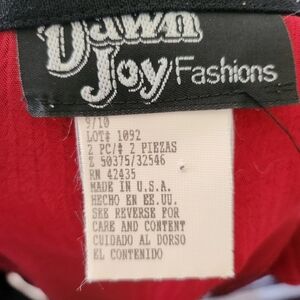 Dawn
Joy Fashions
9/10
LOT# 1092
2 PC/# 2 PIEZAS
Z 50375/32546
RN 42435
MADE IN U.S.A.
HECHO EN EE.UU.
SEE REVERSE FOR
CARE AND CONTENT
CUIDADO AL DORSO
EL CONTENIDO